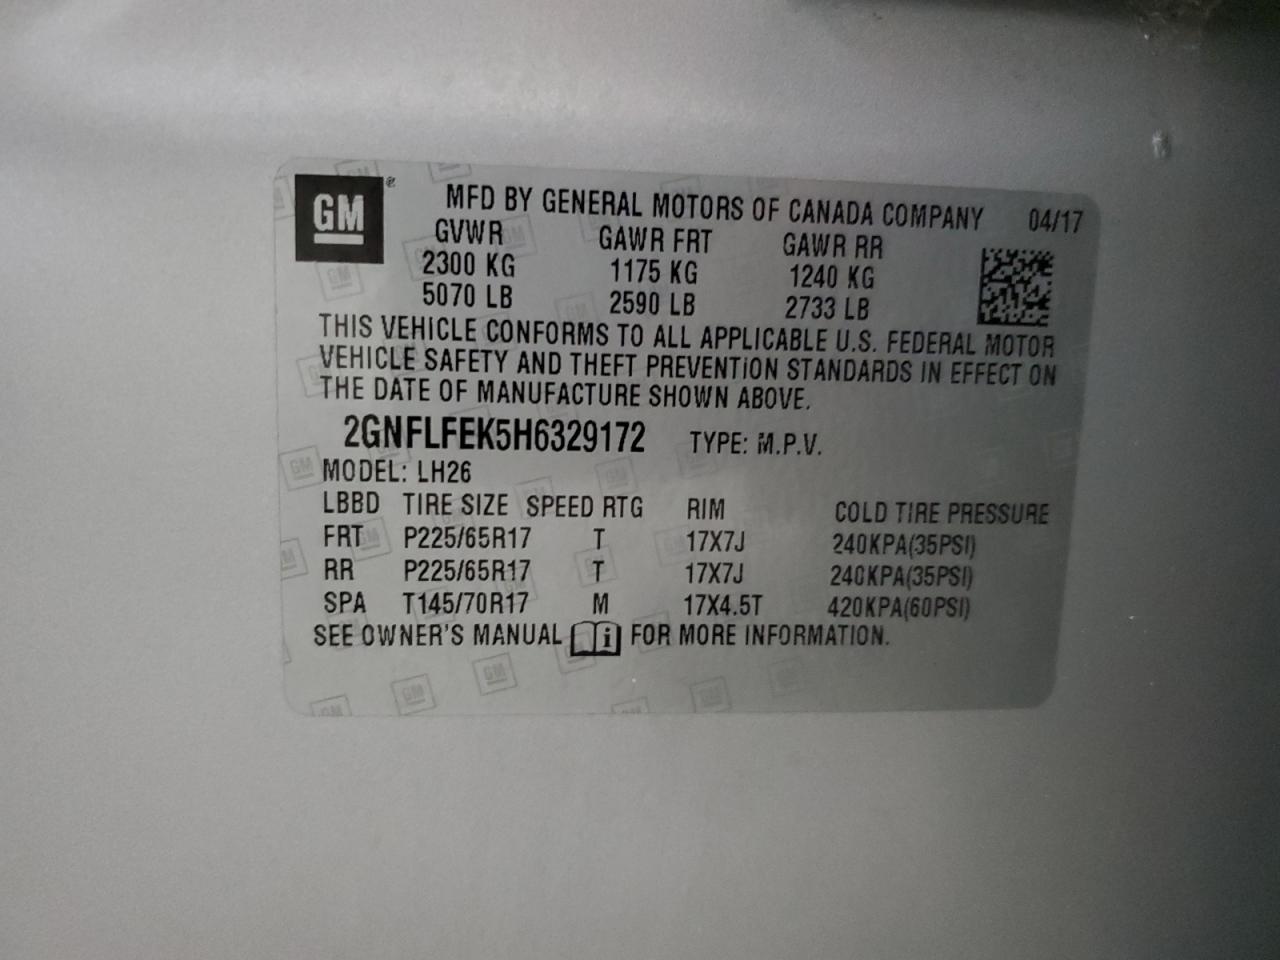 GM
MFD BY GENERAL MOTORS OF CANADA COMPANY 04/17
GVWR GAWR FRT GAWR RR
2300 KG 1175 KG 1240 KG
5070 LB 2590 LB 2733 LB
THIS VEHICLE CONFORMS TO ALL APPLICABLE U.S. FEDERAL MOTOR
VEHICLE SAFETY AND THEFT PREVENTION STANDARDS IN EFFECT ON
THE DATE OF MANUFACTURE SHOWN ABOVE.
2GNFLFEK5H6329172 TYPE: M.P.V.
MODEL: LH26
LBBD TIRE SIZE SPEED RTG RIM COLD TIRE PRESSURE
FRT P225/65R17 T 17X7J 240KPA(35PSI)
RR P225/65R17 T 17X7J 240KPA(35PSI)
SPA T145/70R17 M 17X4.5T 420KPA(60PSI)
SEE OWNER'S MANUAL i FOR MORE INFORMATION.